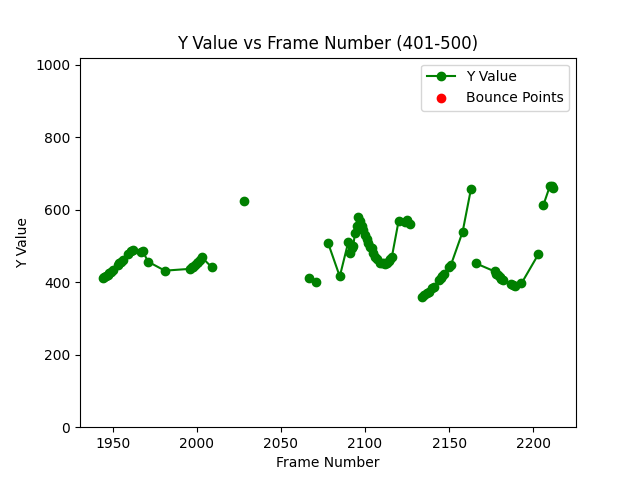 Y Value vs Frame Number (401-500)
Y Value
Bounce Points
1000
800
600
400
200
0
Y Value
1950 2000 2050 2100 2150 2200
Frame Number